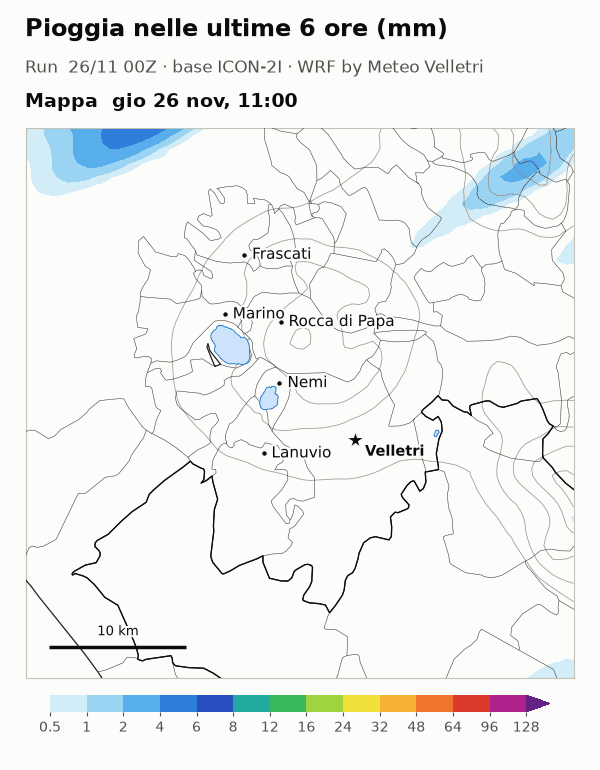 Pioggia nelle ultime 6 ore (mm)
Run  26/11 00Z · base ICON-2I · WRF by Meteo Velletri
Mappa  gio 26 nov, 11:00
Frascati
Marino
Rocca di Papa
Nemi
Velletri
Lanuvio
10 km
0.5 1 2 4 6 8 12 16 24 32 48 64 96 128